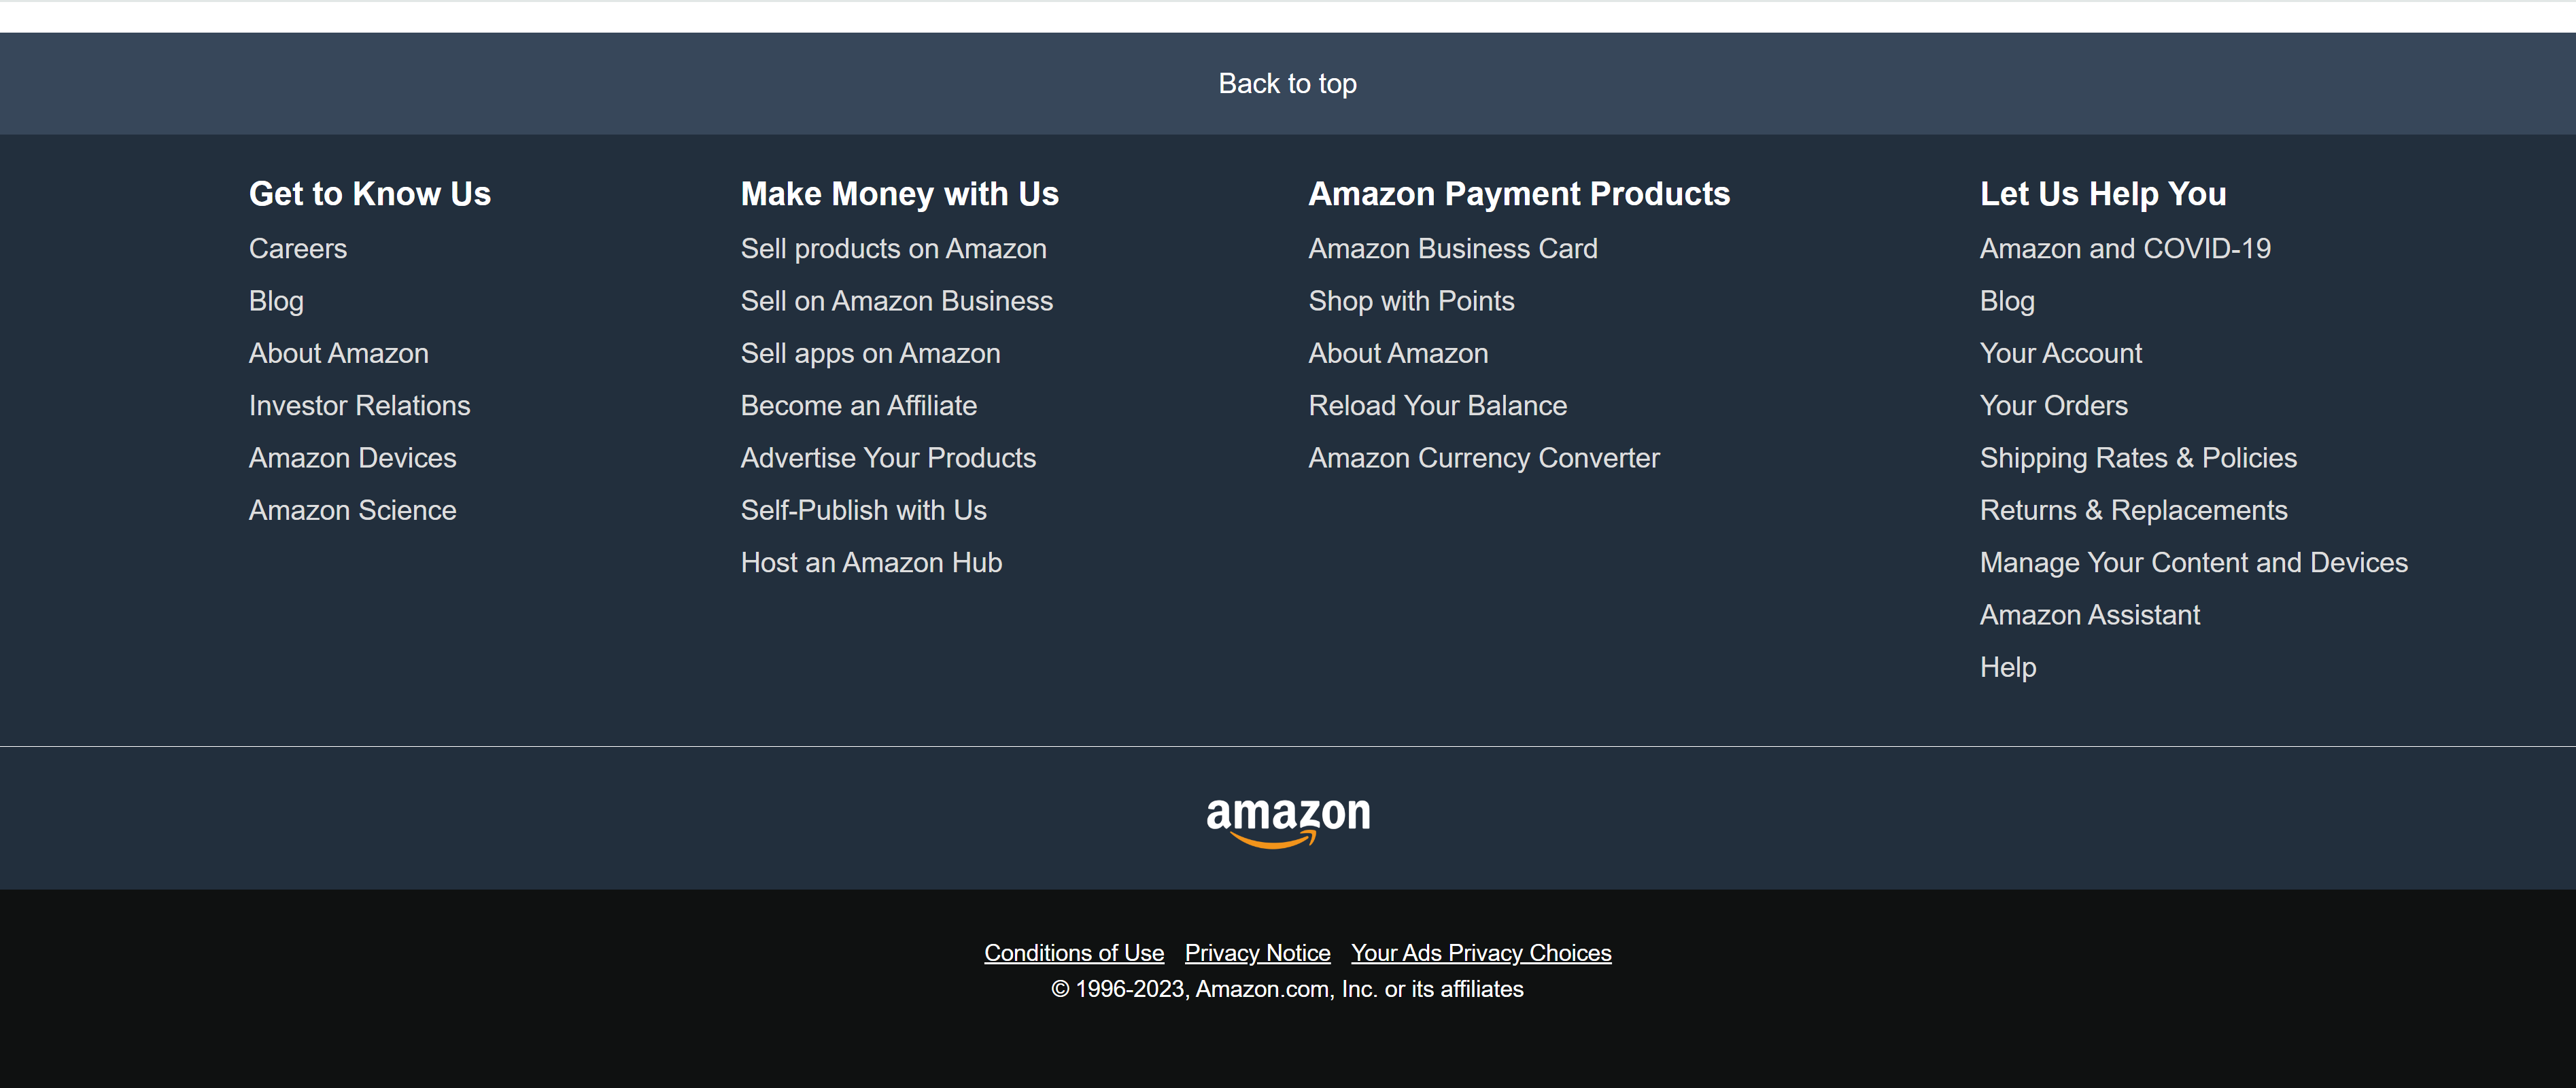 Back to top
Get to Know Us
Careers
Blog
About Amazon
Investor Relations
Amazon Devices
Amazon Science
Make Money with Us
Sell products on Amazon
Sell on Amazon Business
Sell apps on Amazon
Become an Affiliate
Advertise Your Products
Self-Publish with Us
Host an Amazon Hub
Amazon Payment Products
Amazon Business Card
Shop with Points
About Amazon
Reload Your Balance
Amazon Currency Converter
Let Us Help You
Amazon and COVID-19
Blog
Your Account
Your Orders
Shipping Rates & Policies
Returns & Replacements
Manage Your Content and Devices
Amazon Assistant
Help
amazon
Conditions of Use Privacy Notice Your Ads Privacy Choices
© 1996-2023, Amazon.com, Inc. or its affiliates